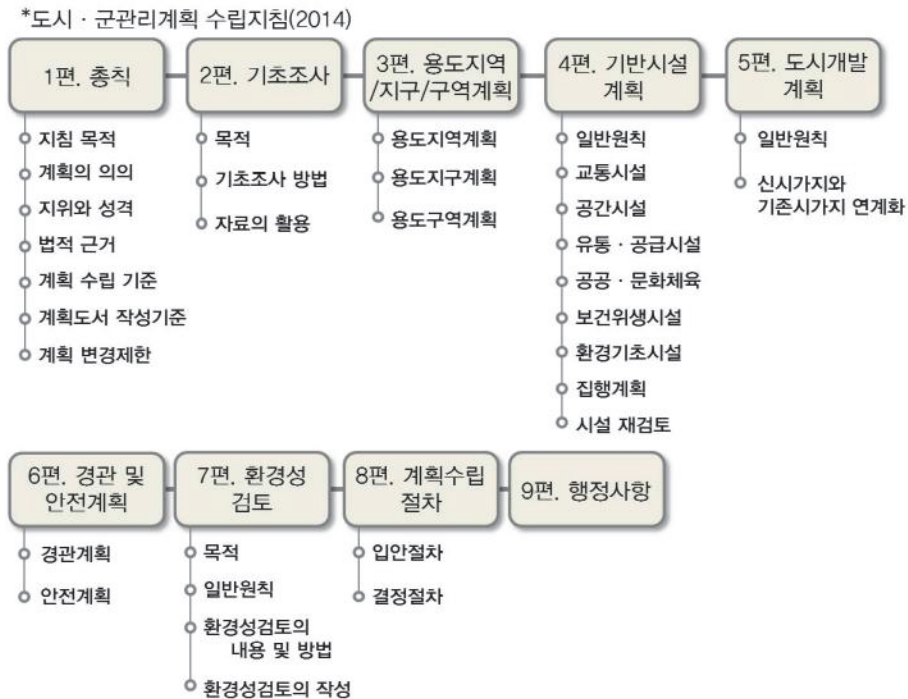 *도시 · 군관리계획 수립지침(2014)
1편. 총칙
지침 목적
계획의 의의
지위와 성격
법적 근거
계획 수립 기준
계획도서 작성기준
계획 변경제한
2편. 기초조사
목적
기초조사 방법
자료의 활용
3편. 용도지역
/지구/구역계획
용도지역계획
용도지구계획
용도구역계획
4편. 기반시설
계획
일반원칙
교통시설
공간시설
유통 · 공급시설
공공 · 문화체육
보건위생시설
환경기초시설
집행계획
시설 재검토
5편. 도시개발
계획
일반원칙
신시가지와
기존시가지 연계화
6편. 경관 및
안전계획
경관계획
안전계획
7편. 환경성
검토
목적
일반원칙
환경성검토의
내용 및 방법
환경성검토의 작성
8편. 계획수립
절차
입안절차
결정절차
9편. 행정사항